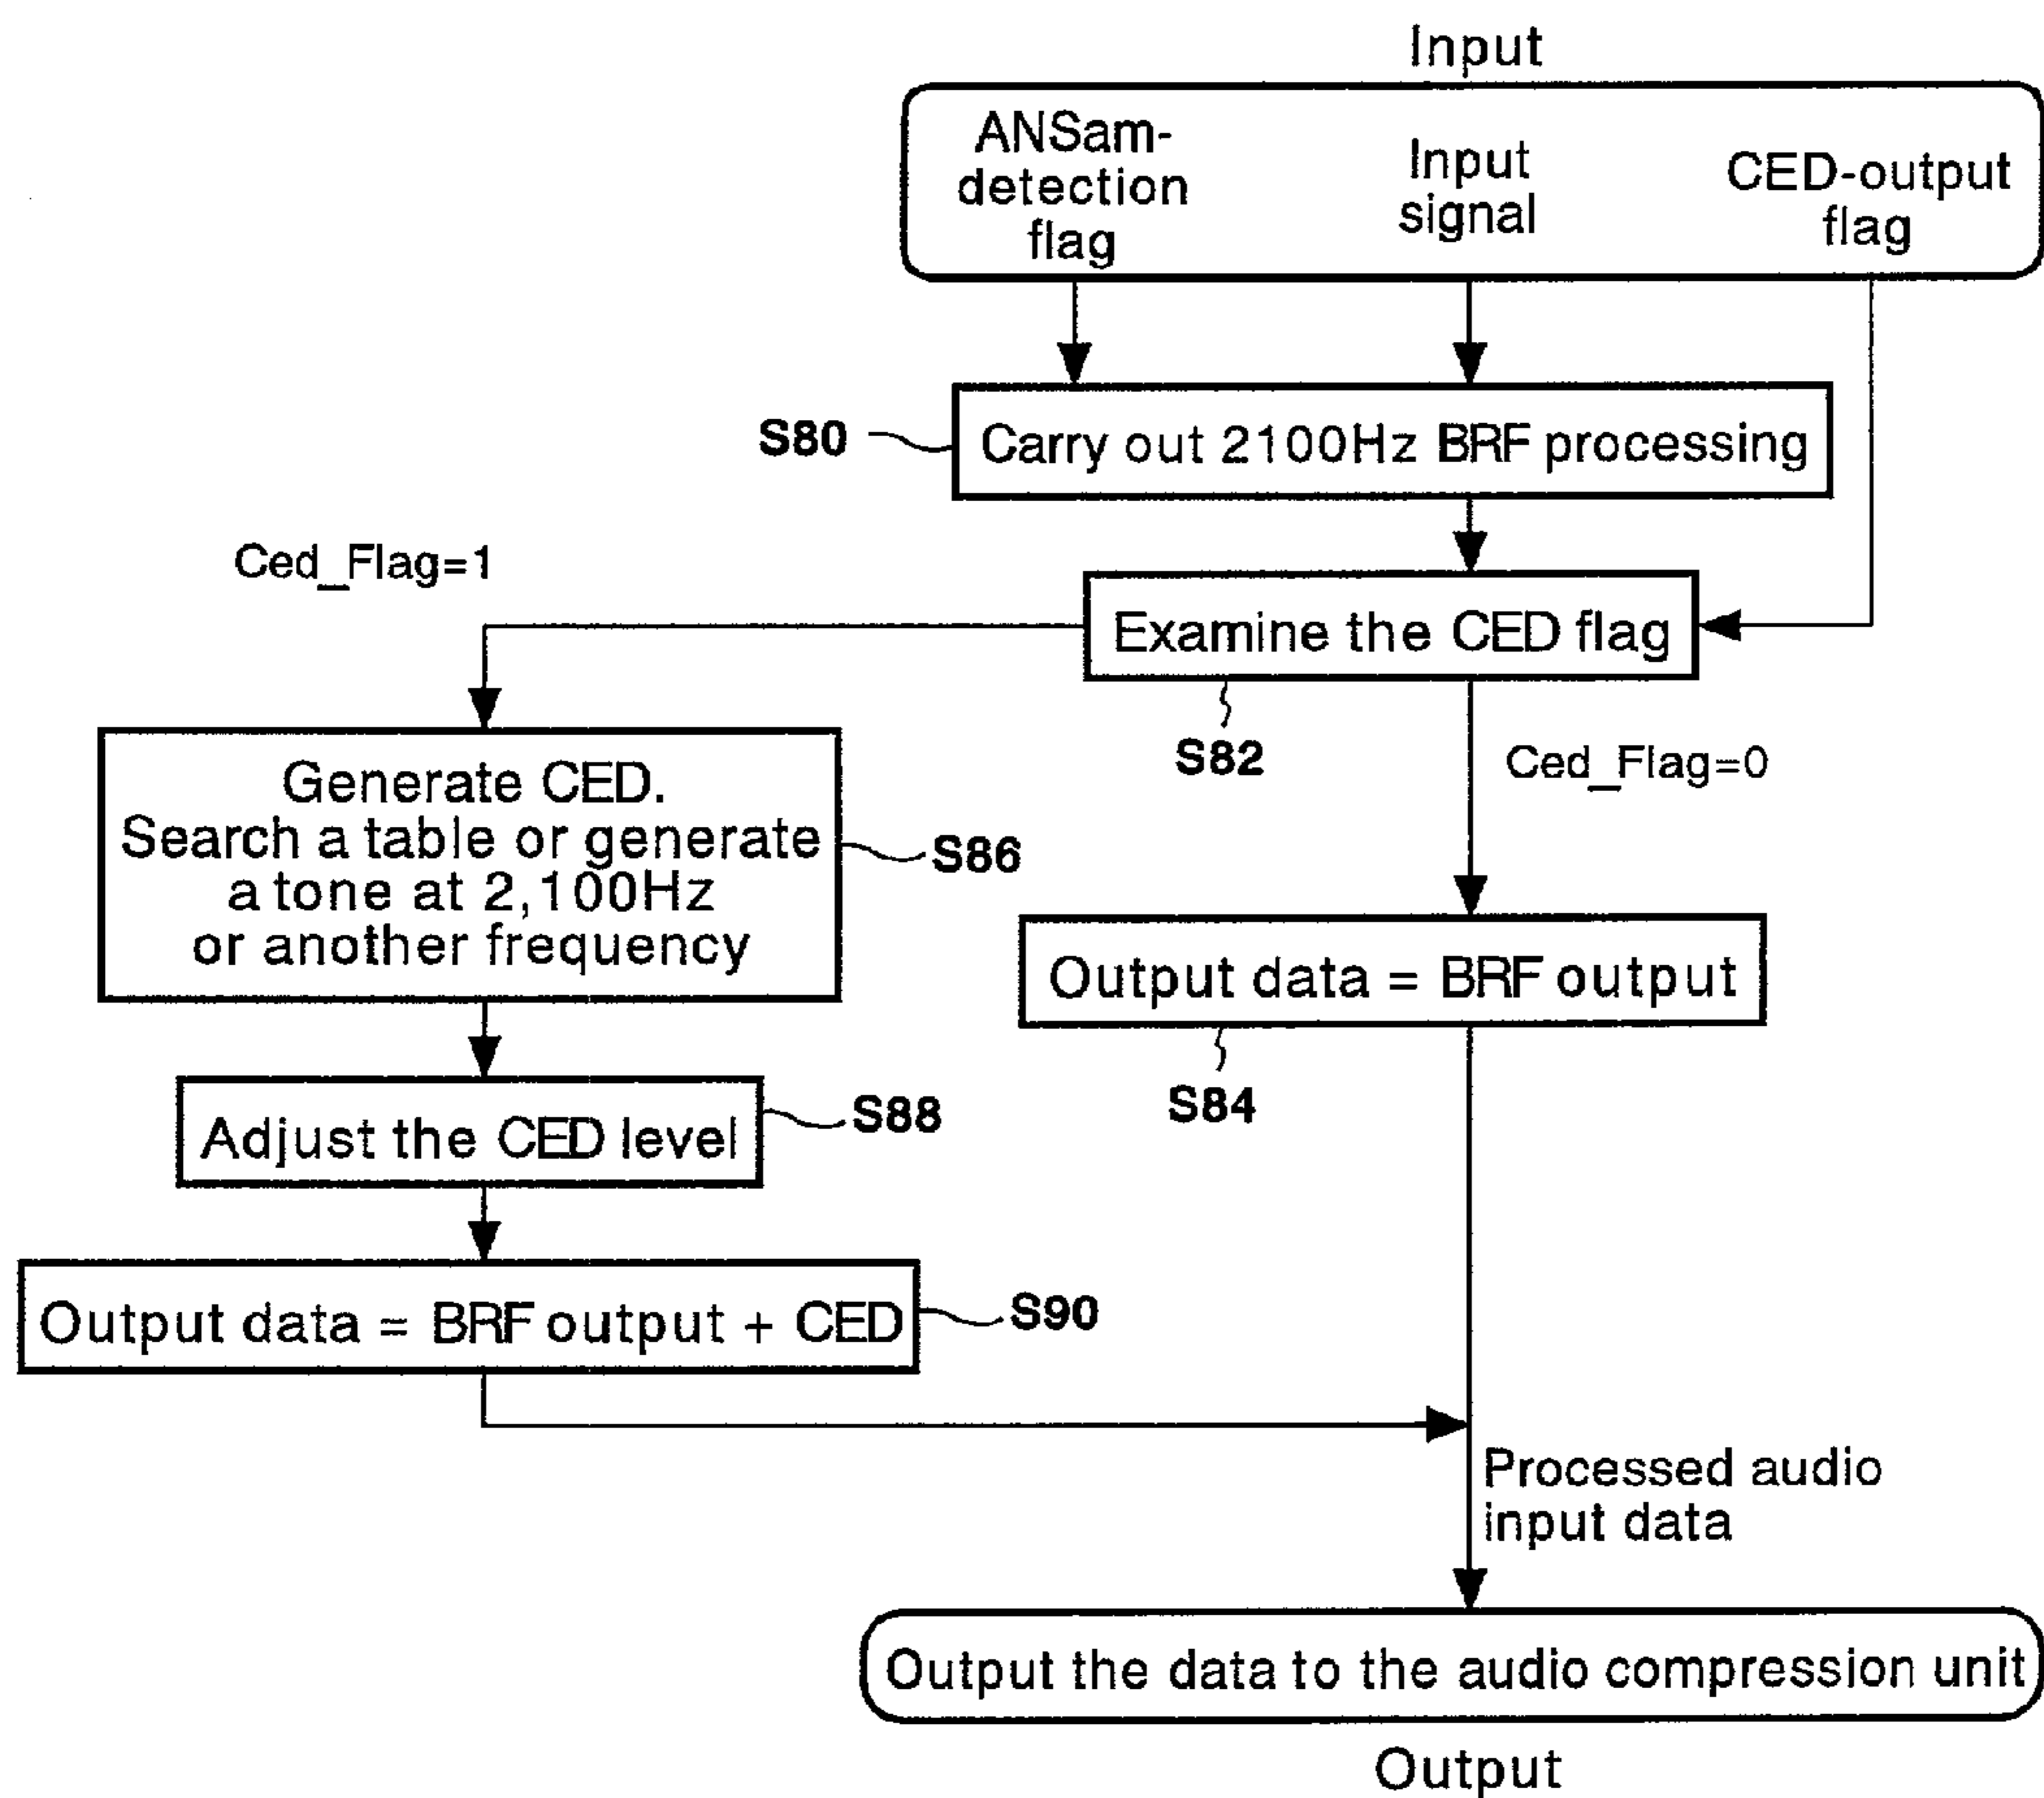 Input
ANSam-
detection
flag
Input
signal
CED-output
flag
S80
Carry out 2100Hz BRF processing
Ced_Flag=1
Examine the CED flag
S82
Ced_Flag=0
Generate CED.
Search a table or generate
a tone at 2,100Hz
or another frequency
S86
Output data = BRF output
S84
Adjust the CED level
S88
Output data = BRF output + CED
S90
Processed audio
input data
Output the data to the audio compression unit
Output